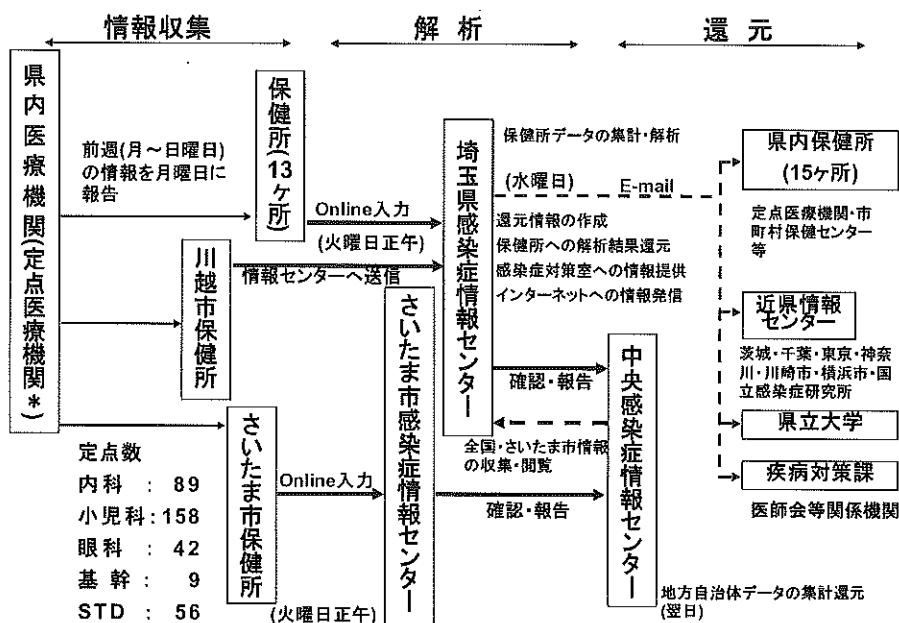 情報収集
解析
還元
県内医療機関(定点医療機関*)
前週(月～日曜日)
の情報を月曜日に
報告
保健所(13ヶ所)
川越市保健所
さいたま市保健所
定点数
内科 : 89
小児科:158
眼科 : 42
基幹 : 9
STD : 56
Online入力
(火曜日正午)
情報センターへ送信
Online入力
(火曜日正午)
埼玉県感染症情報センター
さいたま市感染症情報センター
保健所データの集計・解析
(水曜日)
E-mail
還元情報の作成
保健所への解析結果還元
感染症対策室への情報提供
インターネットへの情報発信
確認・報告
全国・さいたま市情報
の収集・閲覧
確認・報告
中央感染症情報センター
地方自治体データの集計還元
(翌日)
県内保健所
(15ヶ所)
定点医療機関・市
町村保健センター
等
近県情報
センター
茨城・千葉・東京・神奈
川・川崎市・横浜市・国
立感染症研究所
県立大学
疾病対策課
医師会等関係機関